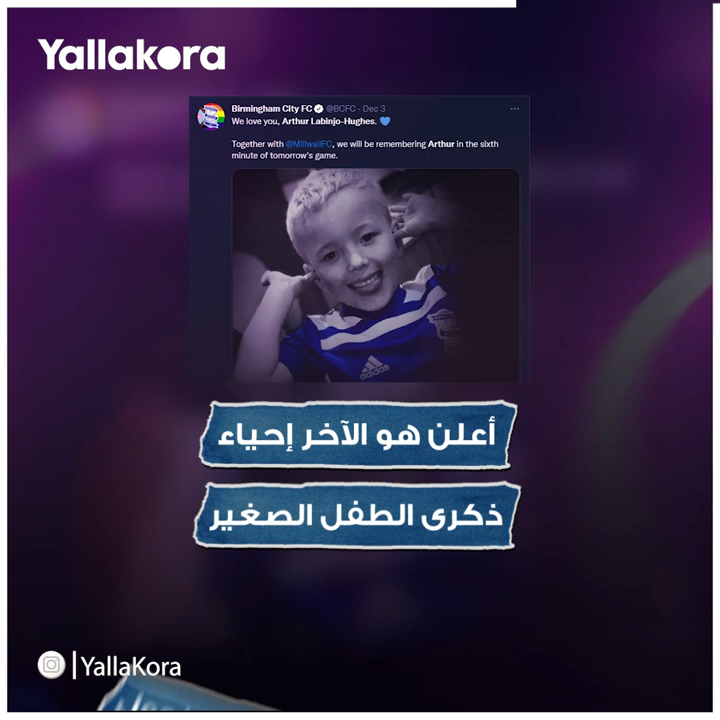 Yallakora
Birmingham City FC @BCFC · Dec 3
We love you, Arthur Labinjo-Hughes. 💙
Together with @MillwallFC, we will be remembering Arthur in the sixth
minute of tomorrow's game.
adidas
أعلن هو الآخر إحياء
ذكرى الطفل الصغير
YallaKora